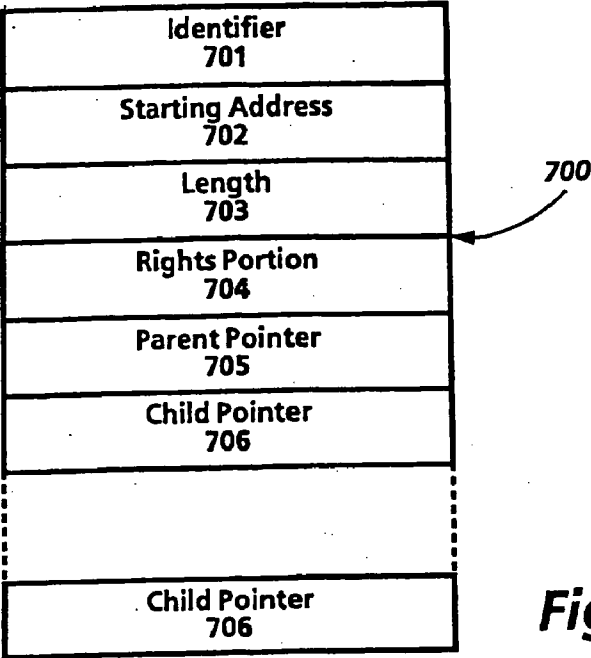 Identifier
701
Starting Address
702
Length
703
700
Rights Portion
704
Parent Pointer
705
Child Pointer
706
Child Pointer
706